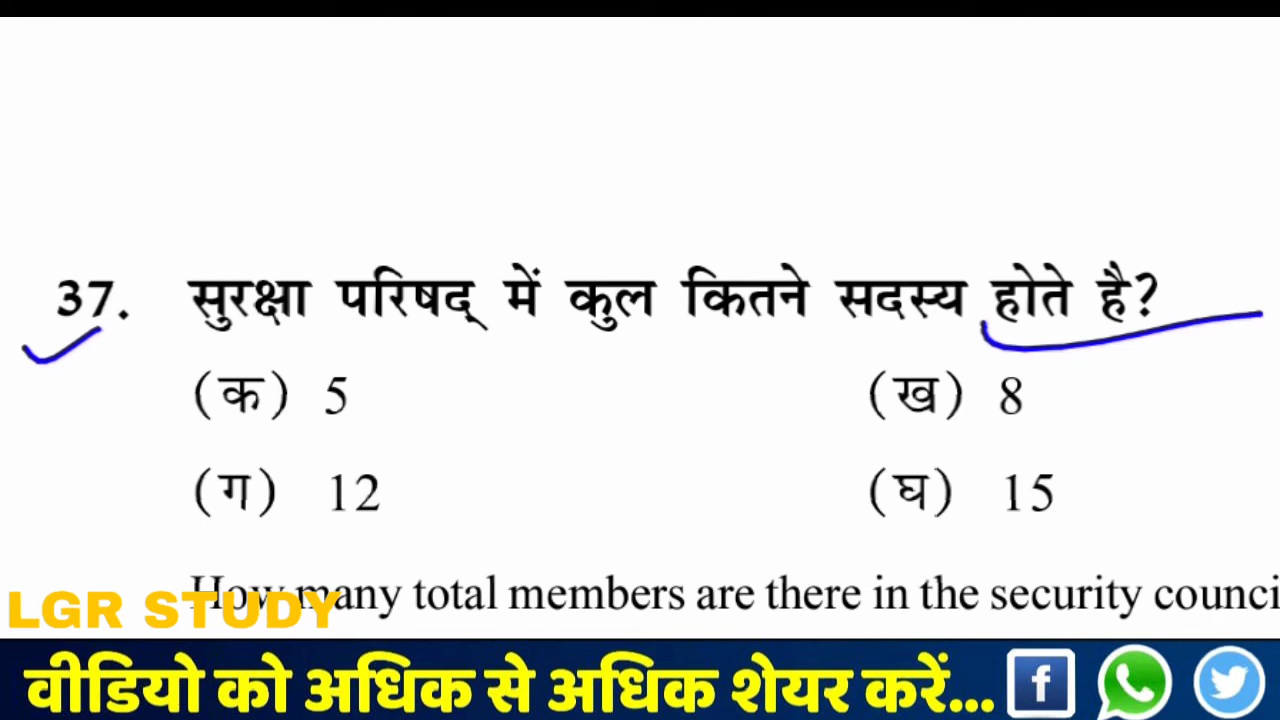 37. सुरक्षा परिषद् में कुल कितने सदस्य होते है?
(क) 5 (ख) 8
(ग) 12 (घ) 15
How many total members are there in the security counci
LGR STUDY
वीडियो को अधिक से अधिक शेयर करें...